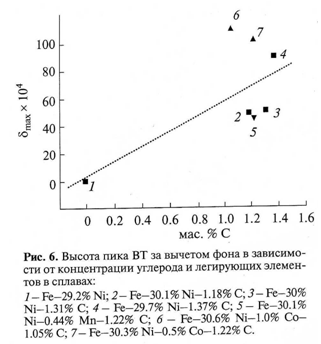 6
7
4
2
3
5
1
100
80
60
40
20
0
δmax × 10⁴
0 0.2 0.4 0.6 0.8 1.0 1.2 1.4 1.6
мас. % C
Рис. 6. Высота пика ВТ за вычетом фона в зависимо-
сти от концентрации углерода и легирующих элемен-
тов в сплавах:
1 – Fe–29.2% Ni; 2 – Fe–30.1% Ni–1.18% C; 3 – Fe–30%
Ni–1.31% C; 4 – Fe–29.7% Ni–1.37% C; 5 – Fe–30.1%
Ni–0.44% Mn–1.22% C; 6 – Fe–30.6% Ni–1.0% Co–
1.05% C; 7 – Fe–30.3% Ni–0.5% Co–1.22% C.